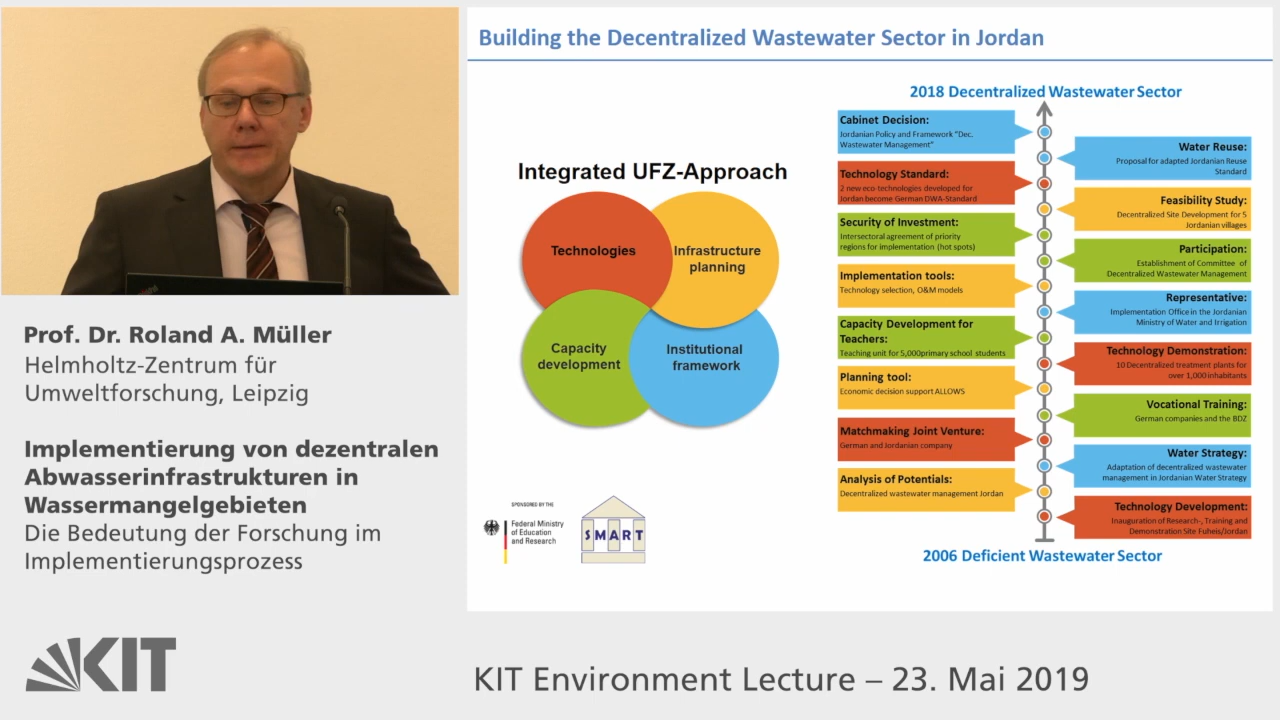 Building the Decentralized Wastewater Sector in Jordan
Integrated UFZ-Approach
Technologies
Infrastructure
planning
Capacity
development
Institutional
framework
SPONSORED BY THE
Federal Ministry
of Education
and Research
SMART
2018 Decentralized Wastewater Sector
Cabinet Decision:
Jordanian Policy and Framework “Dec.
Wastewater Management”
Water Reuse:
Proposal for adapted Jordanian Reuse
Standard
Technology Standard:
2 new eco-technologies developed for
Jordan become German DWA-Standard
Feasibility Study:
Decentralized Site Development for 5
Jordanian villages
Security of Investment:
Intersectoral agreement of priority
regions for implementation (hot spots)
Participation:
Establishment of Committee of
Decentralized Wastewater Management
Implementation tools:
Technology selection, O&M models
Representative:
Implementation Office in the Jordanian
Ministry of Water and Irrigation
Capacity Development for
Teachers:
Teaching unit for 5,000primary school students
Technology Demonstration:
10 Decentralized treatment plants for
over 1,000 inhabitants
Planning tool:
Economic decision support ALLOWS
Vocational Training:
German companies and the BDZ
Matchmaking Joint Venture:
German and Jordanian company
Water Strategy:
Adaptation of decentralized wastewater
management in Jordanian Water Strategy
Analysis of Potentials:
Decentralized wastewater management Jordan
Technology Development:
Inauguration of Research-, Training and
Demonstration Site Fuheis/Jordan
2006 Deficient Wastewater Sector
Prof. Dr. Roland A. Müller
Helmholtz-Zentrum für
Umweltforschung, Leipzig
Implementierung von dezentralen
Abwasserinfrastrukturen in
Wassermangelgebieten
Die Bedeutung der Forschung im
Implementierungsprozess
KIT
KIT Environment Lecture – 23. Mai 2019